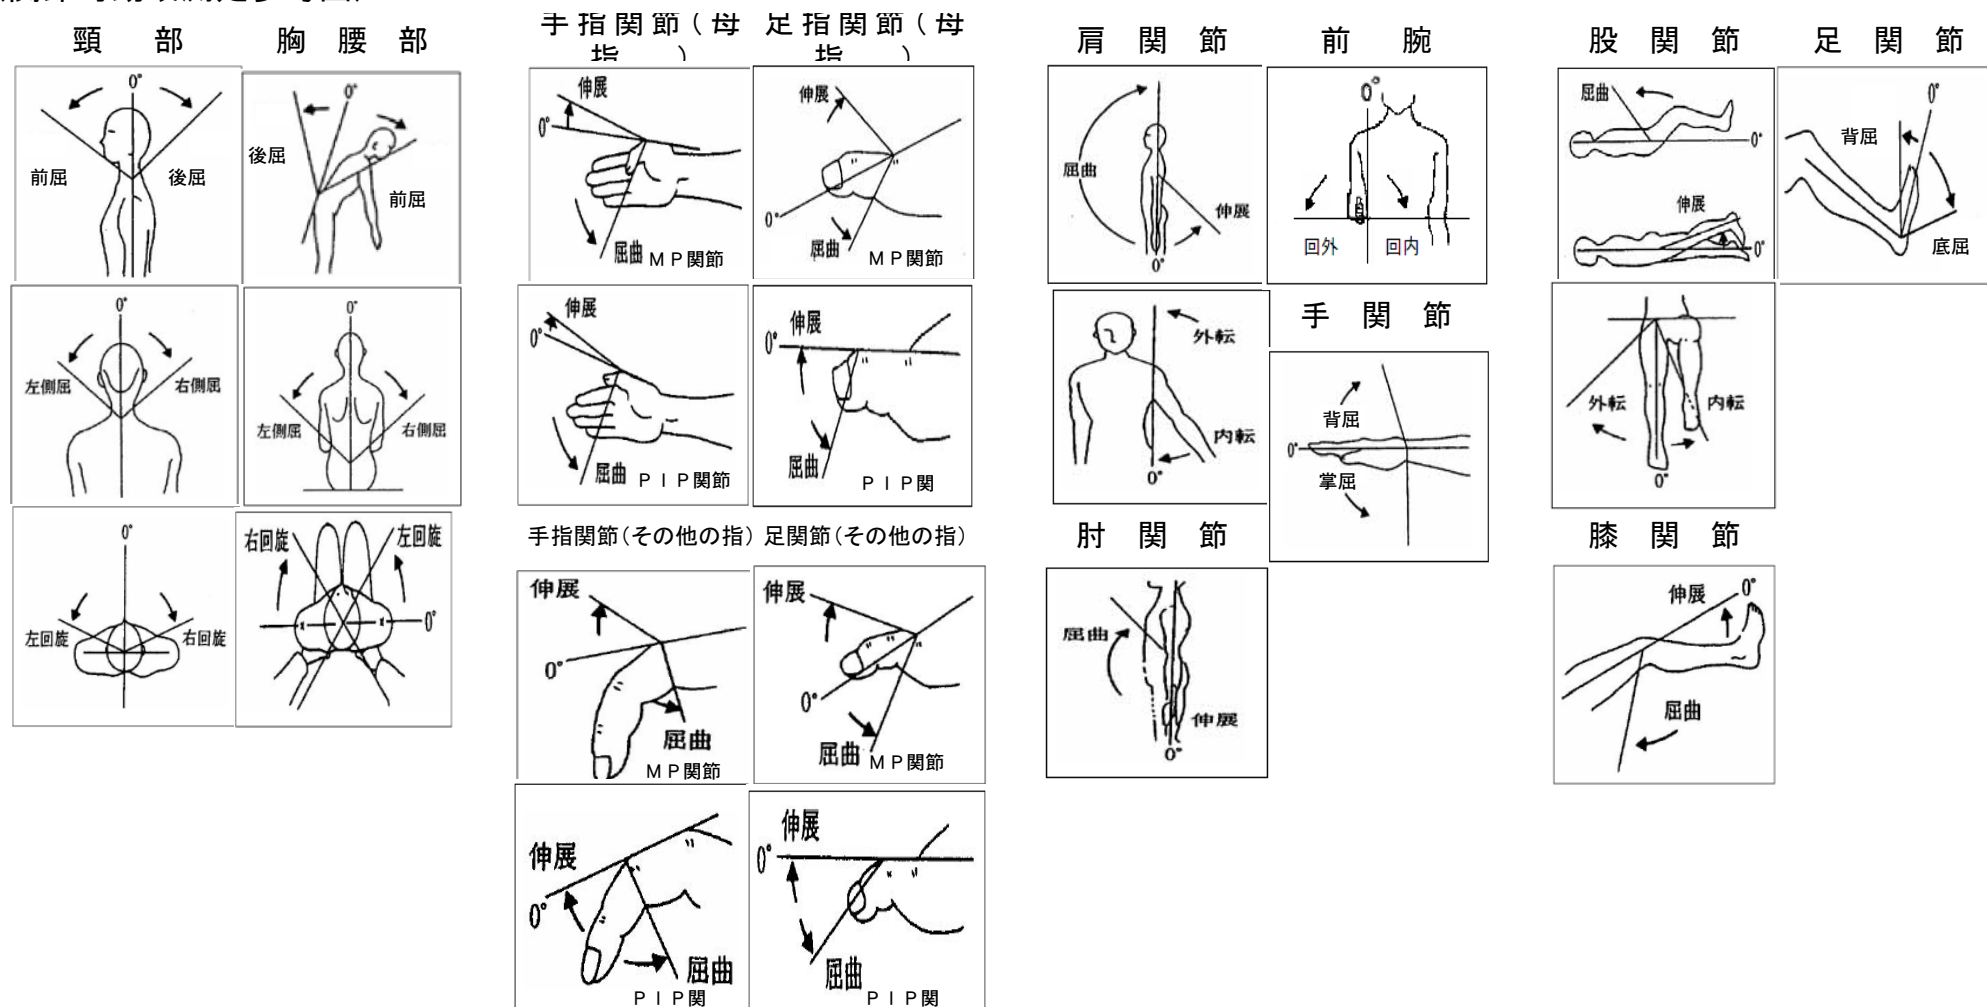 頸部
胸腰部
0°
前屈
後屈
0°
後屈
前屈
0°
左側屈
右側屈
0°
左側屈
右側屈
0°
左回旋
右回旋
右回旋
左回旋
0°
手指関節(母
指)
足指関節(母
指)
伸展
0°
屈曲
MP関節
伸展
0°
屈曲
MP関節
伸展
0°
屈曲
PIP関節
伸展
0°
屈曲
PIP関
手指関節(その他の指)
足関節(その他の指)
伸展
0°
屈曲
MP関節
伸展
0°
屈曲
MP関節
伸展
0°
屈曲
PIP関
伸展
0°
屈曲
PIP関
肩関節
前腕
屈曲
伸展
0°
0°
回外
回内
外転
内転
0°
手関節
背屈
0°
掌屈
肘関節
屈曲
伸展
0°
股関節
足関節
屈曲
0°
伸展
0°
0°
背屈
底屈
外転
内転
0°
膝関節
伸展
0°
屈曲